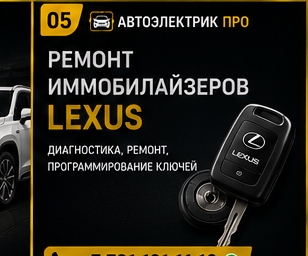 05 АВТОЭЛЕКТРИК ПРО
РЕМОНТ
ИММОБИЛАЙЗЕРОВ
LEXUS
ДИАГНОСТИКА, РЕМОНТ,
ПРОГРАММИРОВАНИЕ КЛЮЧЕЙ
LEXUS